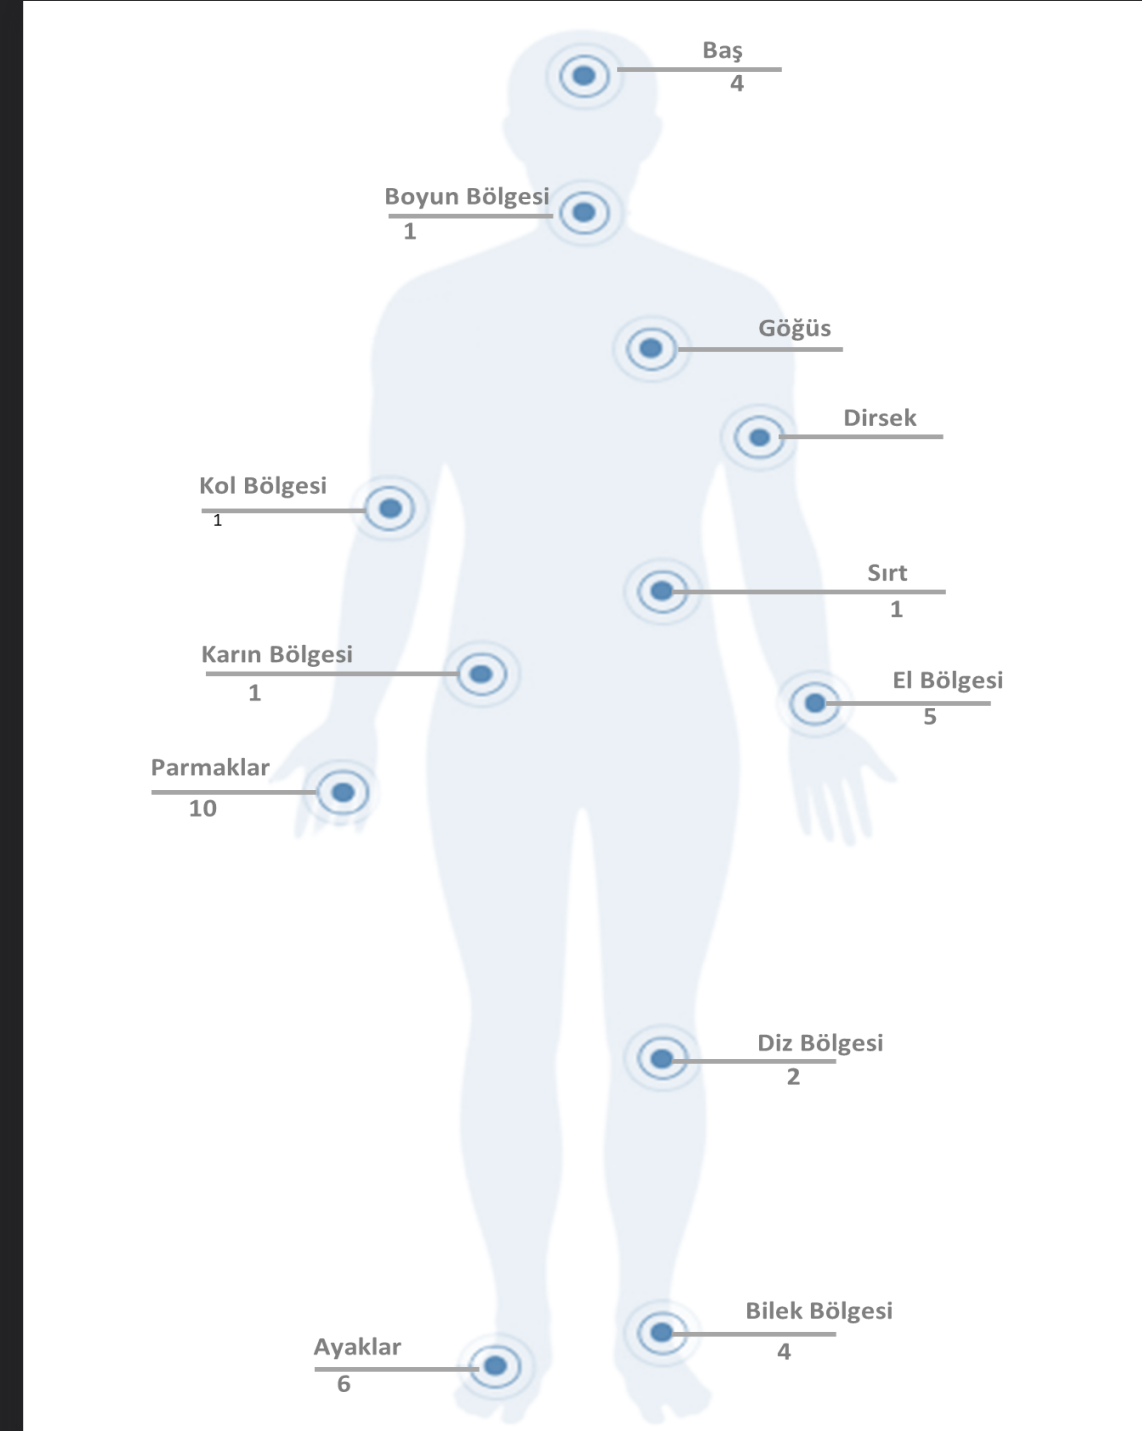 Baş
4
Boyun Bölgesi
1
Göğüs
Dirsek
Kol Bölgesi
1
Sırt
1
Karın Bölgesi
1
El Bölgesi
5
Parmaklar
10
Diz Bölgesi
2
Bilek Bölgesi
4
Ayaklar
6